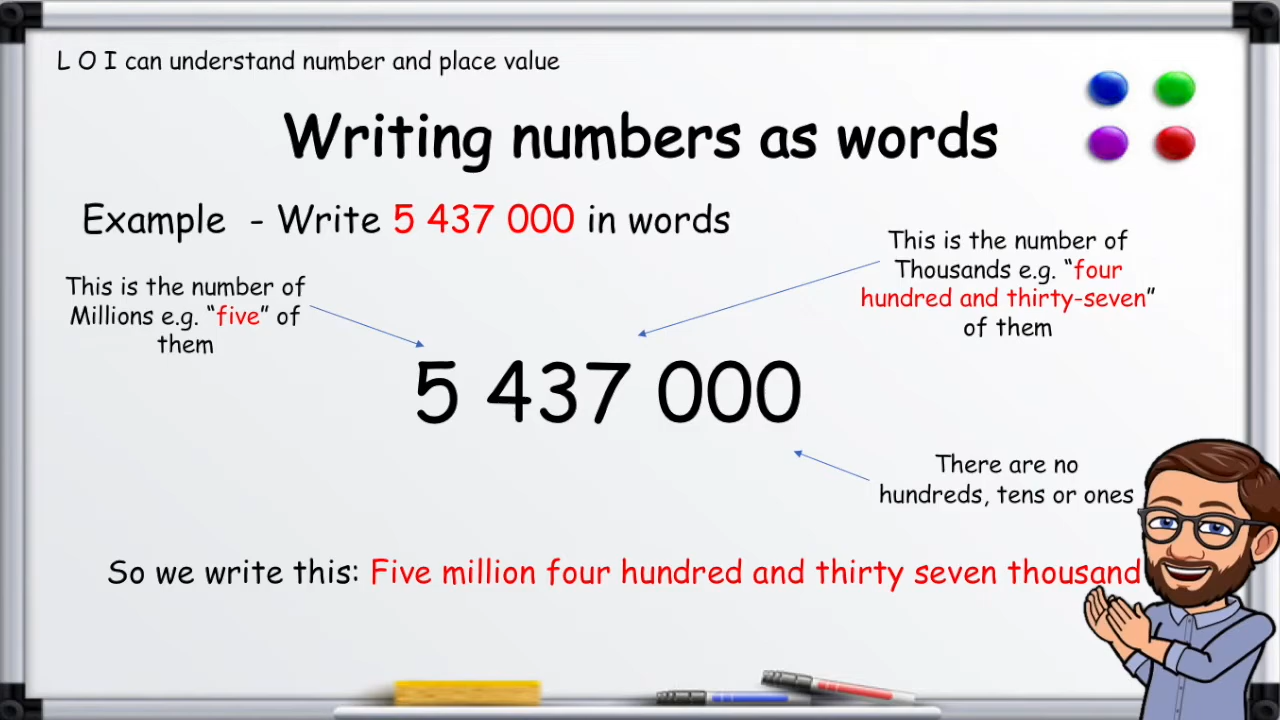 L O I can understand number and place value
Writing numbers as words
Example - Write 5 437 000 in words
This is the number of
Millions e.g. “five” of
them
This is the number of
Thousands e.g. “four
hundred and thirty-seven”
of them
5 437 000
There are no
hundreds, tens or ones
So we write this: Five million four hundred and thirty seven thousand